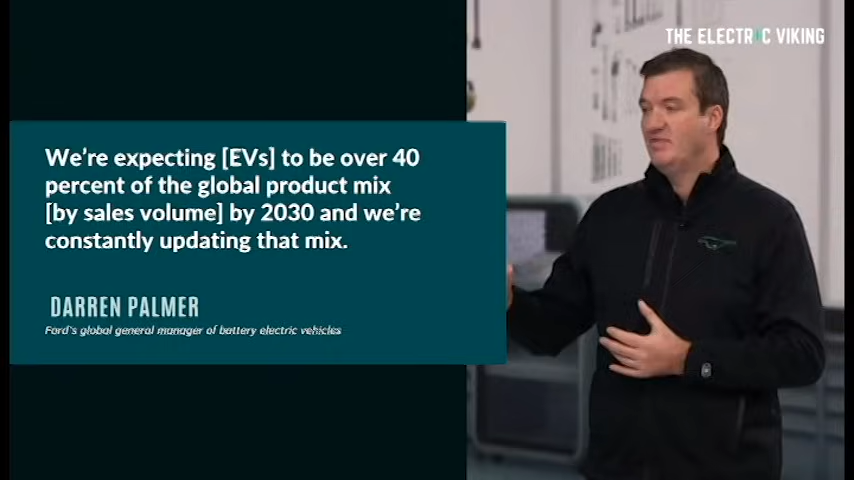 THE ELECTRIC VIKING
We're expecting [EVs] to be over 40
percent of the global product mix
[by sales volume] by 2030 and we're
constantly updating that mix.
DARREN PALMER
Ford's global general manager of battery electric vehicles